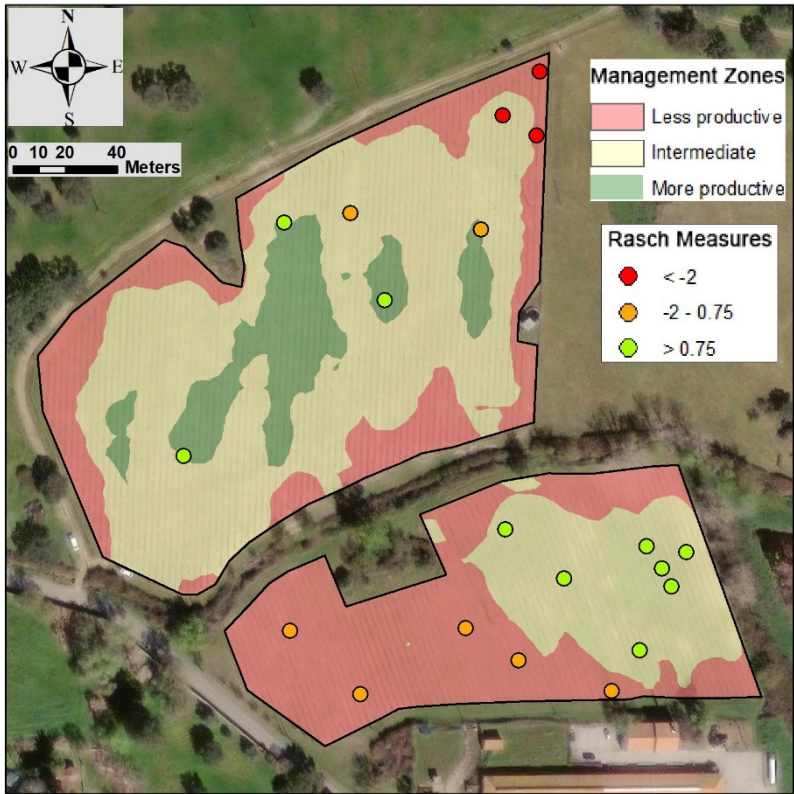 N
W E
S
0 10 20 40
Meters
Management Zones
Less productive
Intermediate
More productive
Rasch Measures
< -2
-2 - 0.75
> 0.75